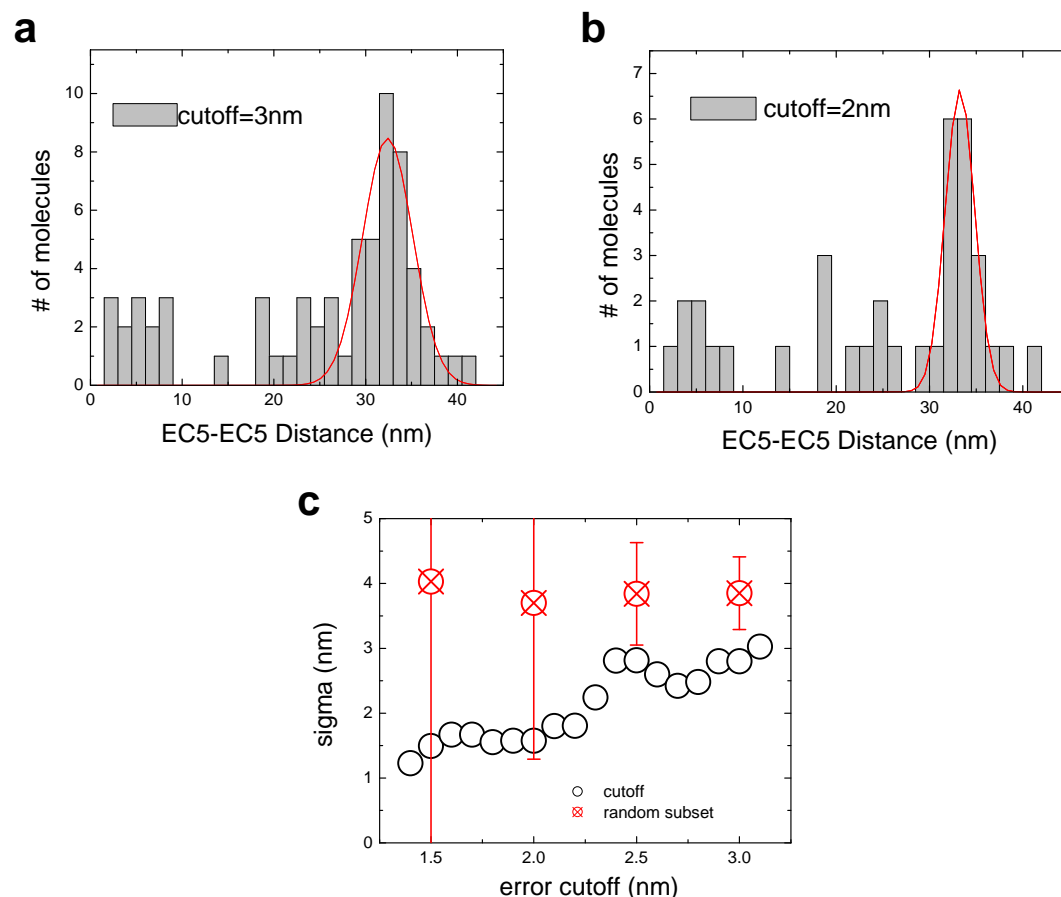 a
cutoff=3nm
# of molecules
10
8
6
4
2
0
0 10 20 30 40
EC5-EC5 Distance (nm)
b
cutoff=2nm
# of molecules
7
6
5
4
3
2
1
0
0 10 20 30 40
EC5-EC5 Distance (nm)
c
sigma (nm)
5
4
3
2
1
0
cutoff
random subset
1.5 2.0 2.5 3.0
error cutoff (nm)